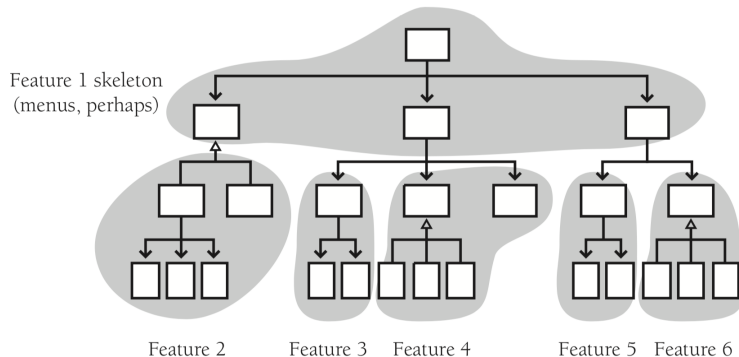 Feature 1 skeleton
(menus, perhaps)
Feature 2
Feature 3
Feature 4
Feature 5
Feature 6